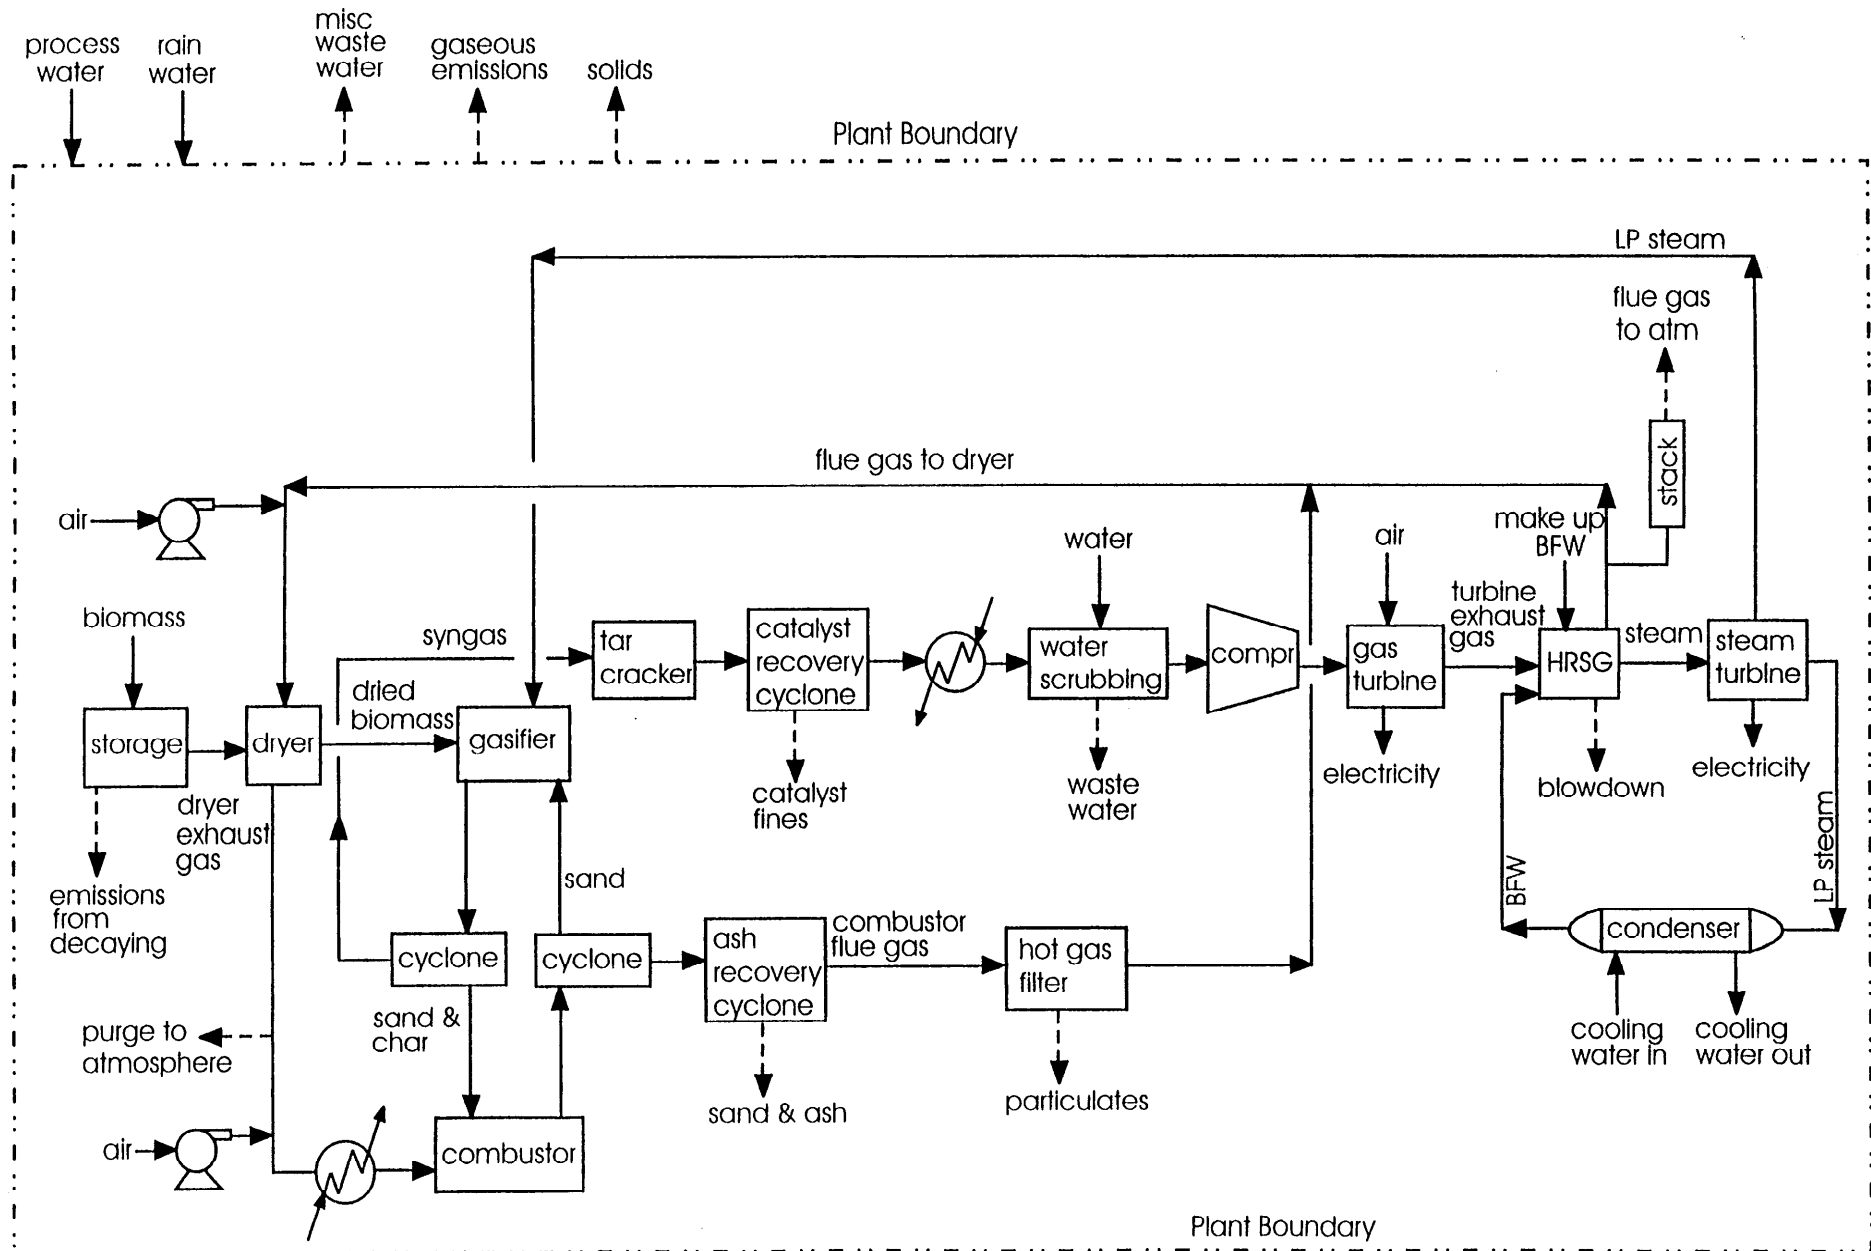 process
water
rain
water
misc
waste
water
gaseous
emissions
solids
Plant Boundary
LP steam
flue gas
to atm
stack
flue gas to dryer
air
make up
BFW
water
air
turbine
exhaust
gas
biomass
syngas
tar
cracker
catalyst
recovery
cyclone
water
scrubbing
compr
gas
turbine
HRSG
steam
steam
turbine
dried
biomass
storage
dryer
gasifier
catalyst
fines
waste
water
electricity
blowdown
electricity
dryer
exhaust
gas
emissions
from
decaying
sand
BFW
LP steam
cyclone
cyclone
ash
recovery
cyclone
combustor
flue gas
hot gas
filter
condenser
sand &
char
purge to
atmosphere
cooling
water in
cooling
water out
sand & ash
particulates
air
combustor
Plant Boundary